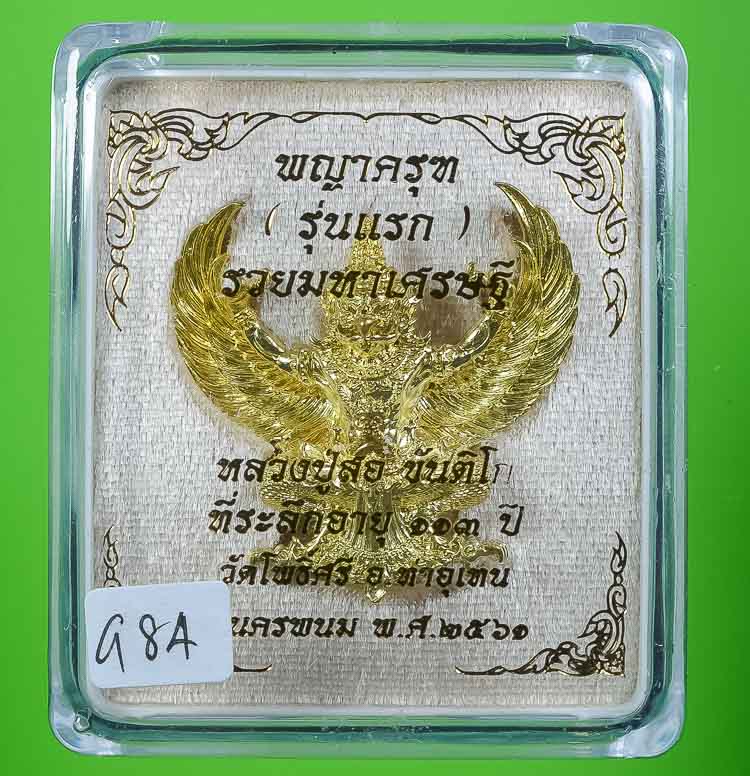 พญาครุฑ
( รุ่นแรก )
รวยมหาเศรษฐี
หลวงปู่สอ ขันติโก
ที่ระลึกอายุ ๑๑๓ ปี
วัดโพธิ์ศรี อ.ท่าอุเทน
นครพนม พ.ศ.๒๕๖๑
G 8A